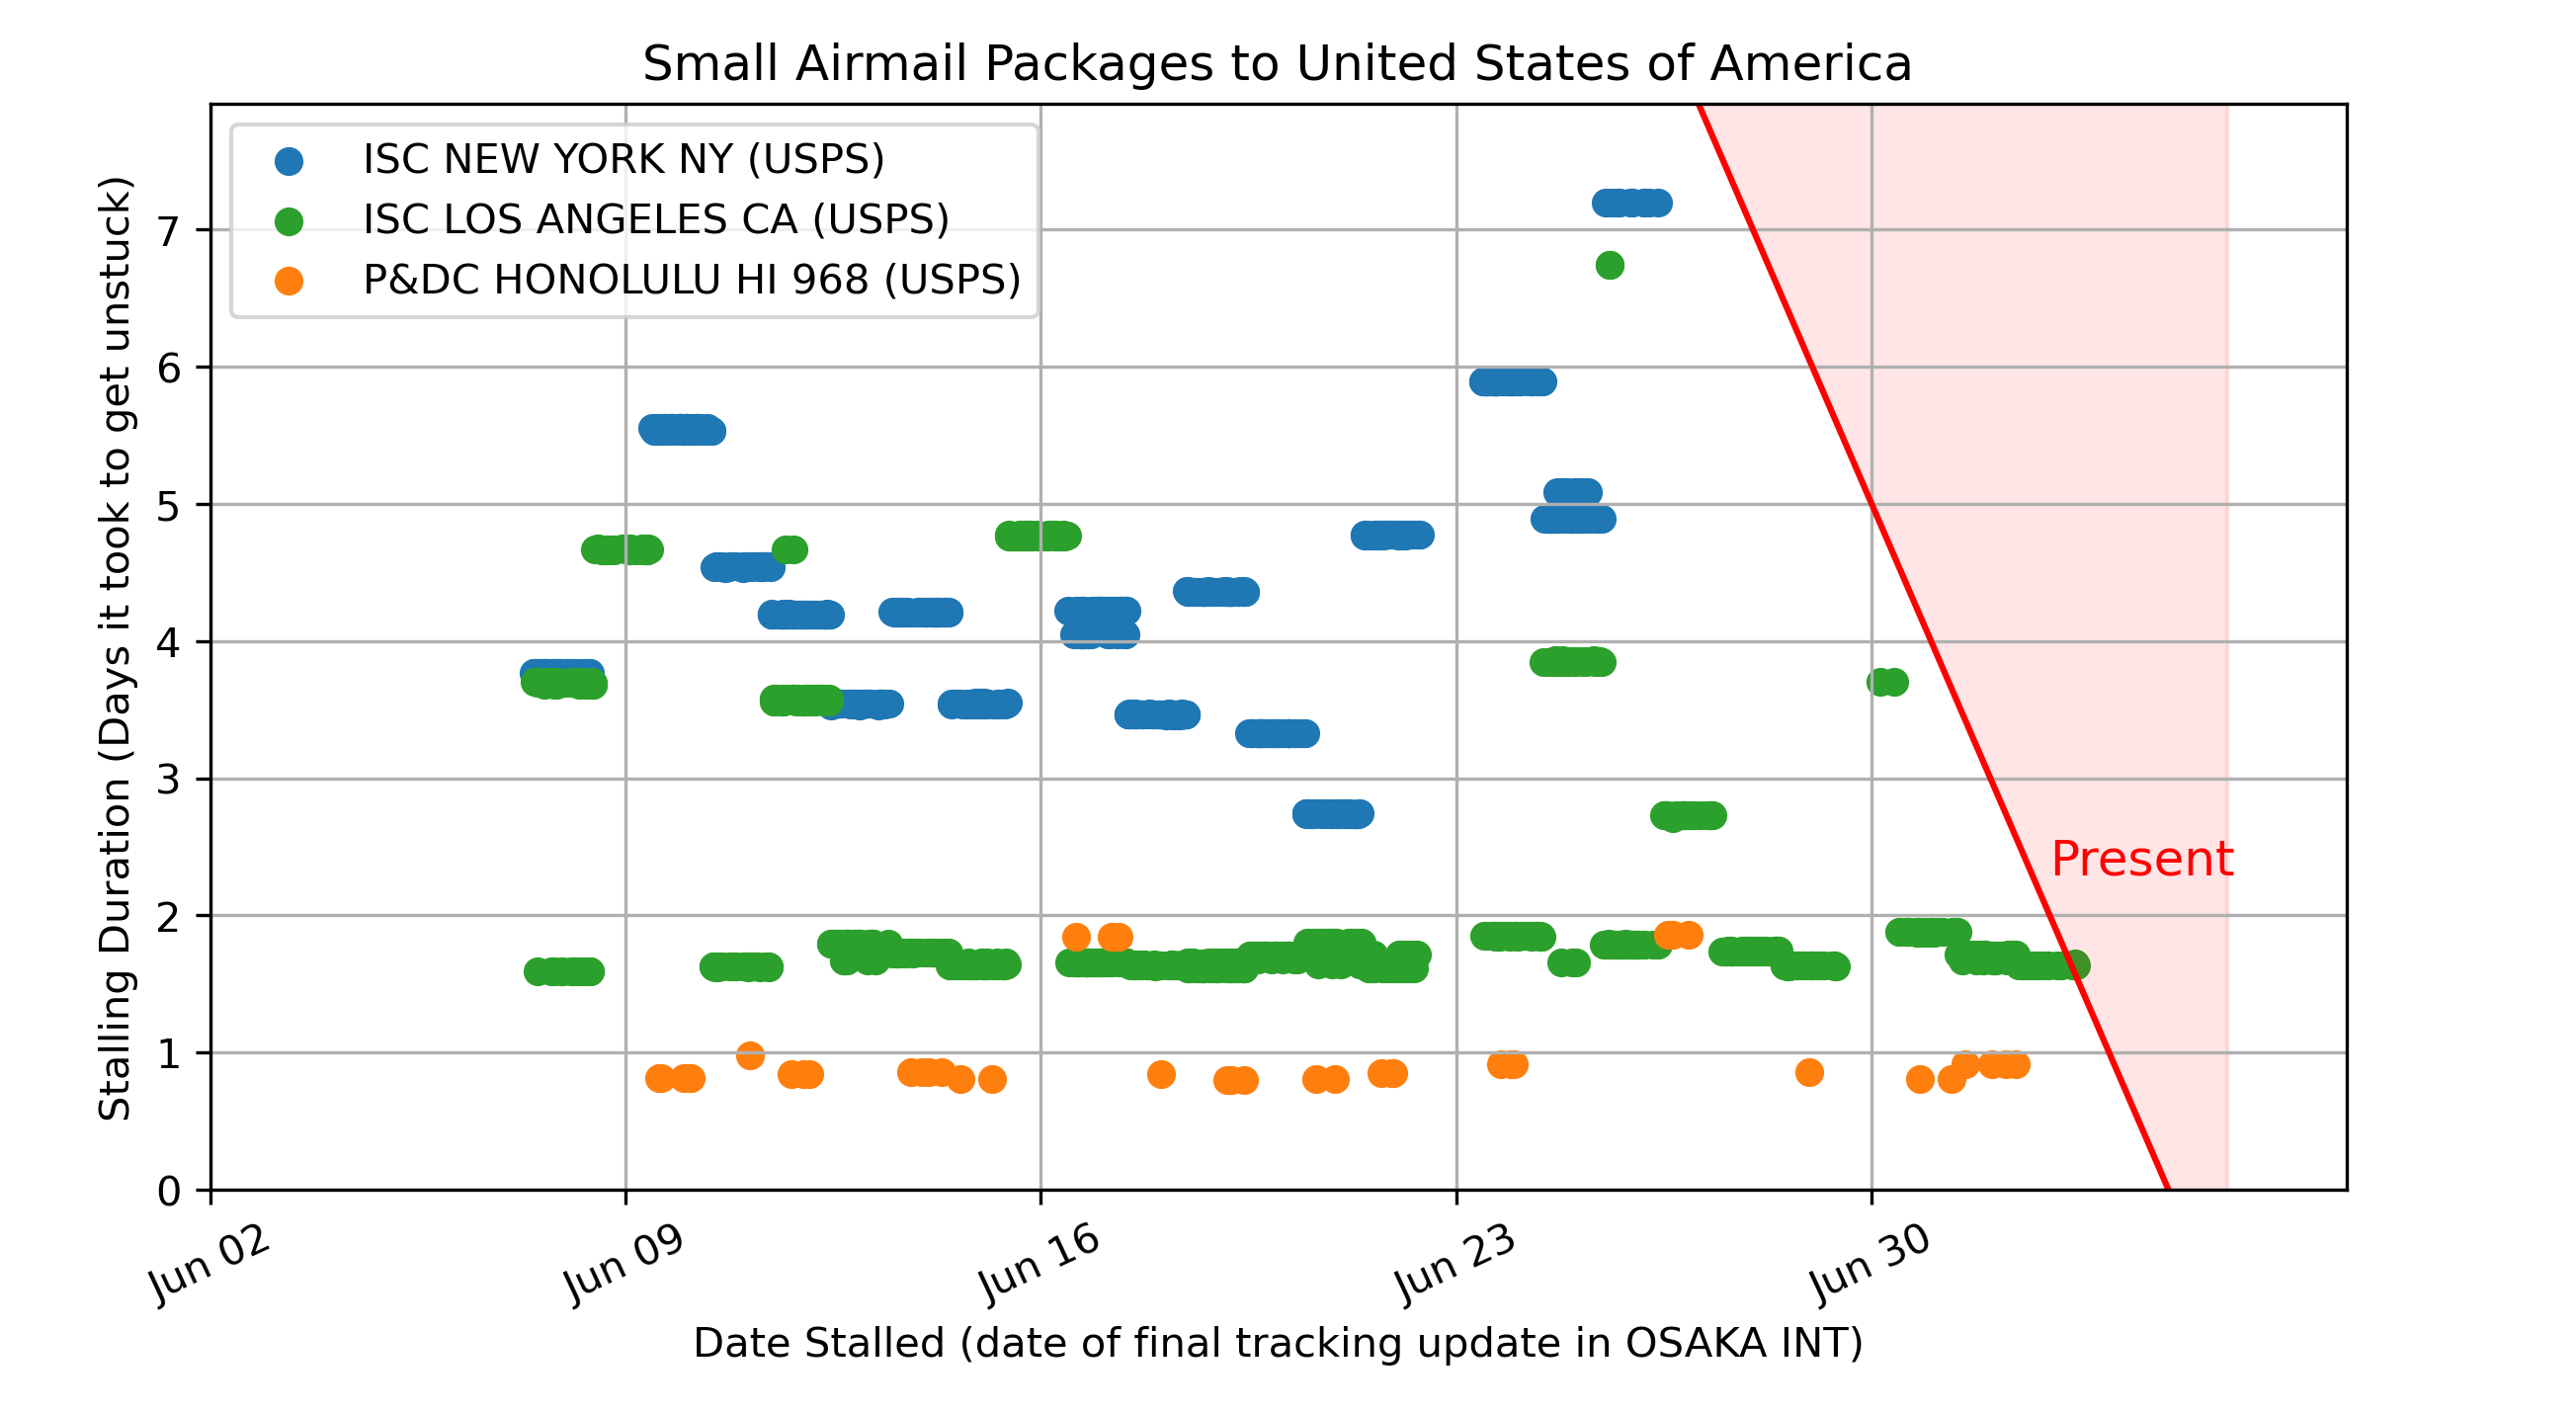 Small Airmail Packages to United States of America
ISC NEW YORK NY (USPS)
ISC LOS ANGELES CA (USPS)
P&DC HONOLULU HI 968 (USPS)
Stalling Duration (Days it took to get unstuck)
7
6
5
4
3
2
1
0
Present
Jun 02
Jun 09
Jun 16
Jun 23
Jun 30
Date Stalled (date of final tracking update in OSAKA INT)